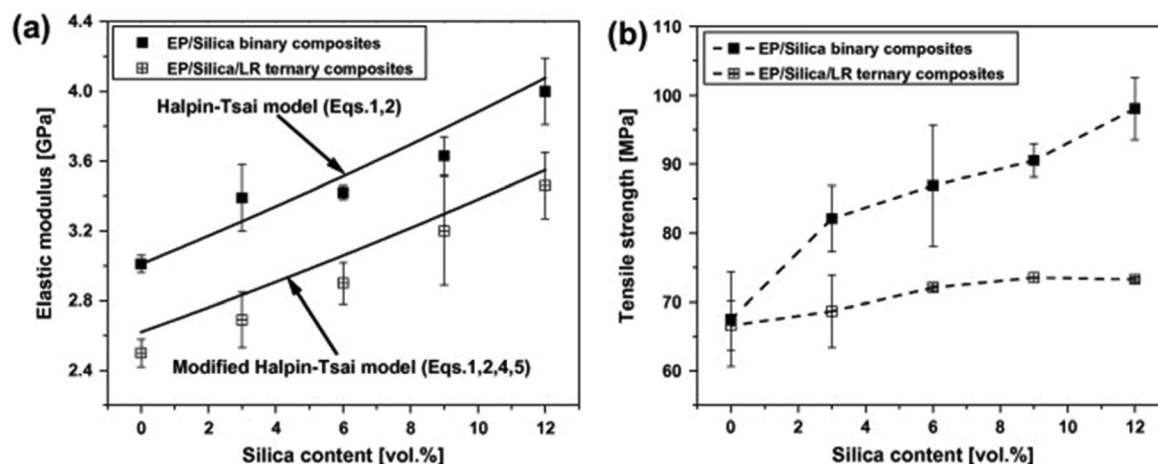 (a)
EP/Silica binary composites
EP/Silica/LR ternary composites
Halpin-Tsai model (Eqs.1,2)
Modified Halpin-Tsai model (Eqs.1,2,4,5)
Elastic modulus [GPa]
4.4
4.0
3.6
3.2
2.8
2.4
0 2 4 6 8 10 12
Silica content [vol.%]
(b)
EP/Silica binary composites
EP/Silica/LR ternary composites
Tensile strength [MPa]
110
100
90
80
70
60
0 2 4 6 8 10 12
Silica content [vol.%]